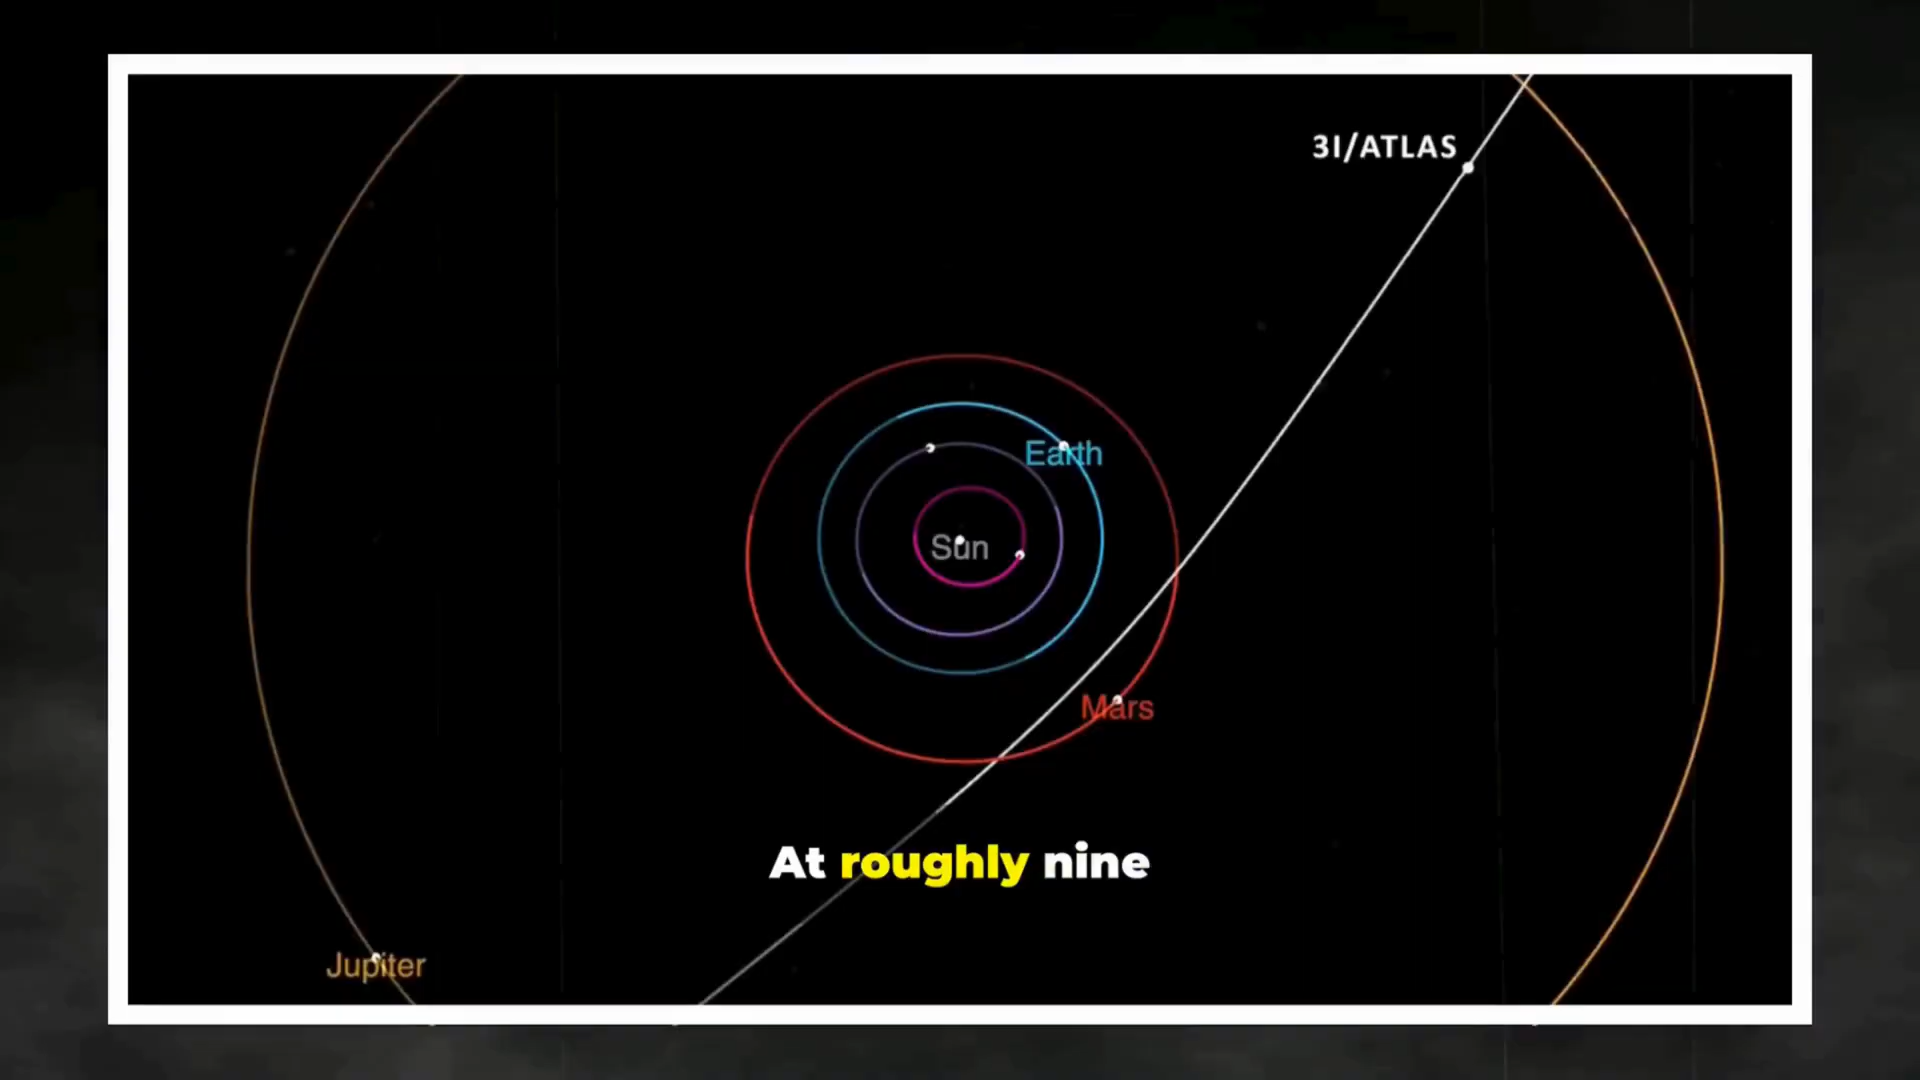 3I/ATLAS
Earth
Sun
Mars
At roughly nine
Jupiter